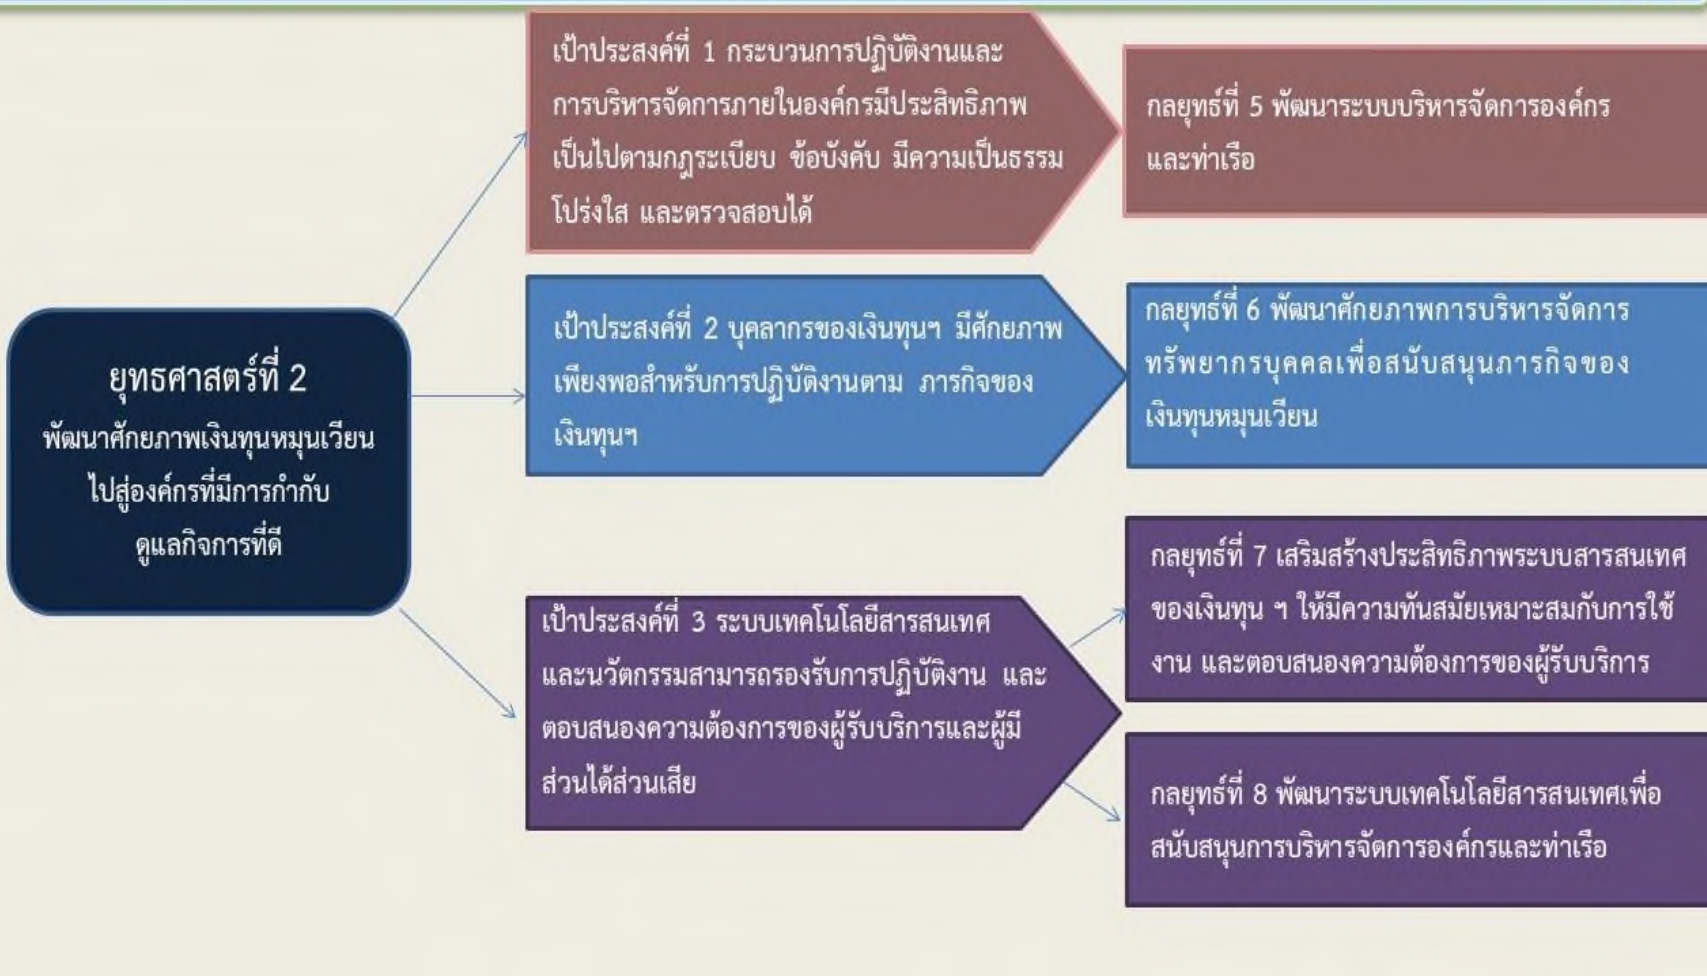 เป้าประสงค์ที่ 1 กระบวนการปฏิบัติงานและ
การบริหารจัดการภายในองค์กรมีประสิทธิภาพ
เป็นไปตามกฎระเบียบ ข้อบังคับ มีความเป็นธรรม
โปร่งใส และตรวจสอบได้
กลยุทธ์ที่ 5 พัฒนาระบบบริหารจัดการองค์กร
และท่าเรือ
ยุทธศาสตร์ที่ 2
พัฒนาศักยภาพเงินทุนหมุนเวียน
ไปสู่องค์กรที่มีการกำกับ
ดูแลกิจการที่ดี
เป้าประสงค์ที่ 2 บุคลากรของเงินทุนฯ มีศักยภาพ
เพียงพอสำหรับการปฏิบัติงานตาม ภารกิจของ
เงินทุนฯ
กลยุทธ์ที่ 6 พัฒนาศักยภาพการบริหารจัดการ
ทรัพยากรบุคคลเพื่อสนับสนุนภารกิจของ
เงินทุนหมุนเวียน
เป้าประสงค์ที่ 3 ระบบเทคโนโลยีสารสนเทศ
และนวัตกรรมสามารถรองรับการปฏิบัติงาน และ
ตอบสนองความต้องการของผู้รับบริการและผู้มี
ส่วนได้ส่วนเสีย
กลยุทธ์ที่ 7 เสริมสร้างประสิทธิภาพระบบสารสนเทศ
ของเงินทุน ฯ ให้มีความทันสมัยเหมาะสมกับการใช้
งาน และตอบสนองความต้องการของผู้รับบริการ
กลยุทธ์ที่ 8 พัฒนาระบบเทคโนโลยีสารสนเทศเพื่อ
สนับสนุนการบริหารจัดการองค์กรและท่าเรือ